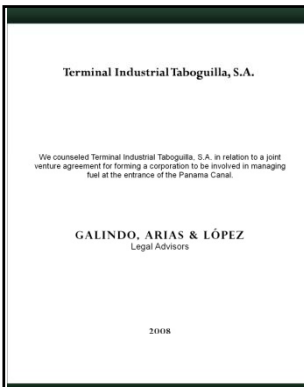 Terminal Industrial Taboguilla, S.A.
We counseled Terminal Industrial Taboguilla, S.A. in relation to a joint
venture agreement for forming a corporation to be involved in managing
fuel at the entrance of the Panama Canal.
GALINDO, ARIAS & LÓPEZ
Legal Advisors
2008